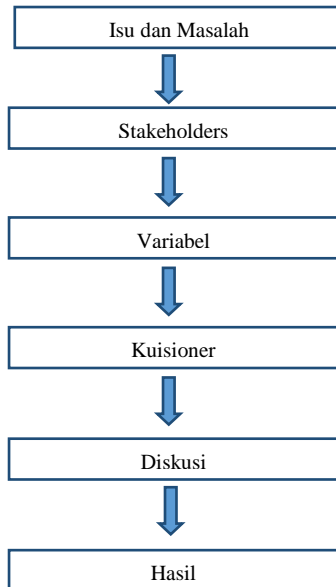 Isu dan Masalah
Stakeholders
Variabel
Kuisioner
Diskusi
Hasil